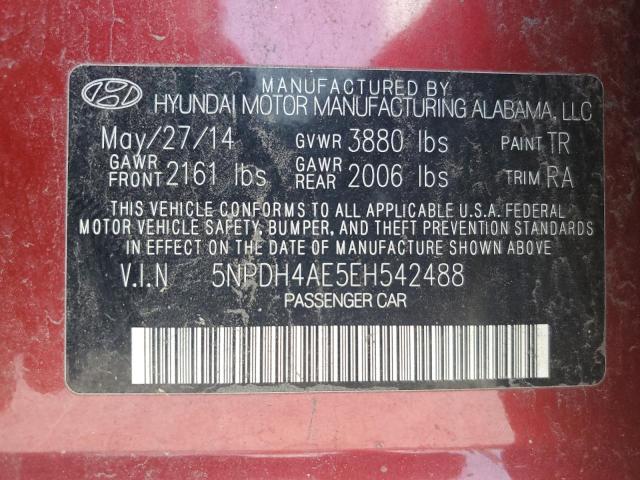 MANUFACTURED BY
HYUNDAI MOTOR MANUFACTURING ALABAMA, LLC
May/27/14 GVWR 3880 lbs PAINT TR
GAWR FRONT 2161 lbs GAWR REAR 2006 lbs TRIM RA
THIS VEHICLE CONFORMS TO ALL APPLICABLE U.S.A. FEDERAL
MOTOR VEHICLE SAFETY, BUMPER, AND THEFT PREVENTION STANDARDS
IN EFFECT ON THE DATE OF MANUFACTURE SHOWN ABOVE
V.I.N 5NPDH4AE5EH542488
PASSENGER CAR